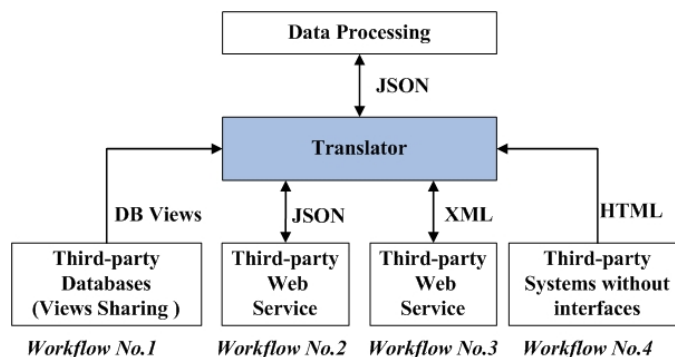 Data Processing
JSON
Translator
DB Views
JSON
XML
HTML
Third-party
Databases
(Views Sharing )
Third-party
Web
Service
Third-party
Web
Service
Third-party
Systems without
interfaces
Workflow No.1
Workflow No.2
Workflow No.3
Workflow No.4